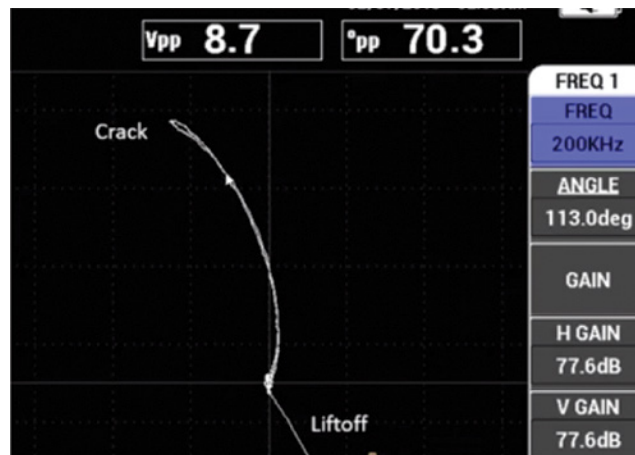 Vpp 8.7
°pp 70.3
Crack
Liftoff
FREQ 1
FREQ
200KHz
ANGLE
113.0deg
GAIN
H GAIN
77.6dB
V GAIN
77.6dB